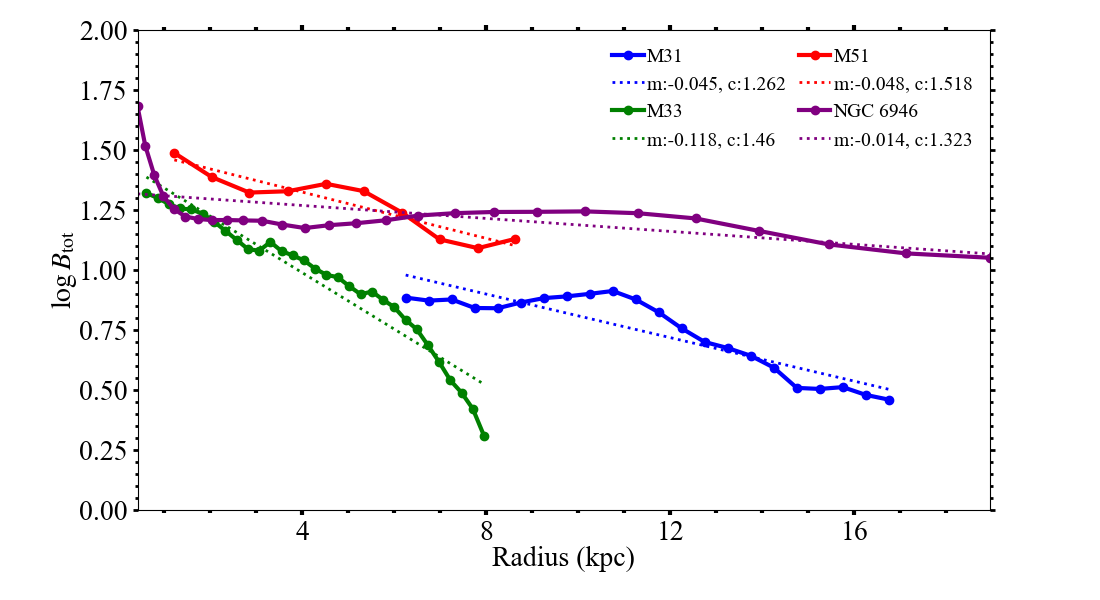 2.00
1.75
1.50
1.25
1.00
0.75
0.50
0.25
0.00
log B_tot
4 8 12 16
Radius (kpc)
M31 M51
m:-0.045, c:1.262 m:-0.048, c:1.518
M33 NGC 6946
m:-0.118, c:1.46 m:-0.014, c:1.323